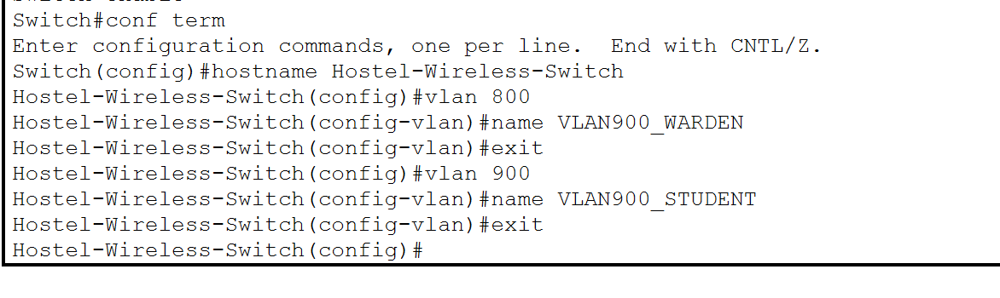 Switch#conf term
Enter configuration commands, one per line.  End with CNTL/Z.
Switch(config)#hostname Hostel-Wireless-Switch
Hostel-Wireless-Switch(config)#vlan 800
Hostel-Wireless-Switch(config-vlan)#name VLAN900_WARDEN
Hostel-Wireless-Switch(config-vlan)#exit
Hostel-Wireless-Switch(config)#vlan 900
Hostel-Wireless-Switch(config-vlan)#name VLAN900_STUDENT
Hostel-Wireless-Switch(config-vlan)#exit
Hostel-Wireless-Switch(config)#